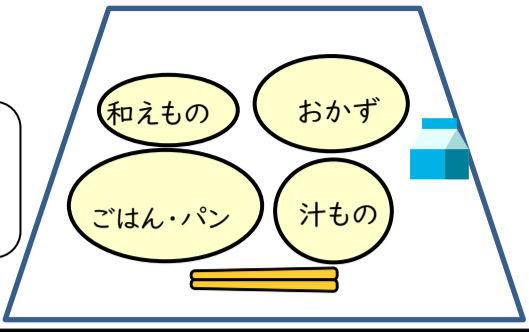 和えもの
おかず
ごはん・パン
汁もの